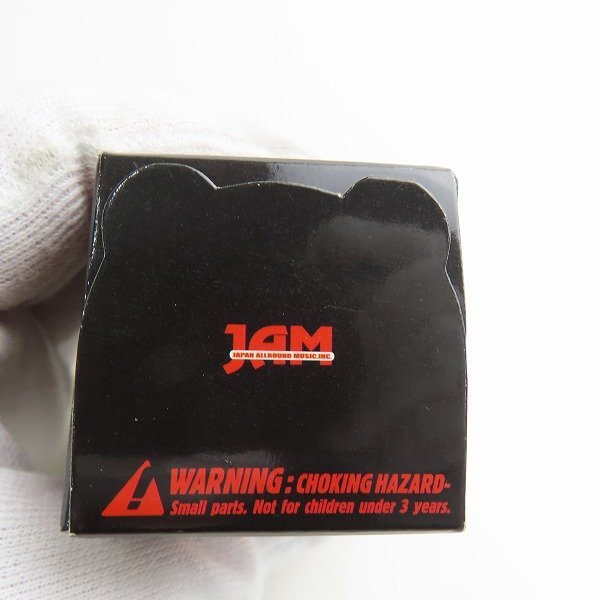 JAM
JAPAN ALLROUND MUSIC.INC.
WARNING: CHOKING HAZARD-
Small parts. Not for children under 3 years.